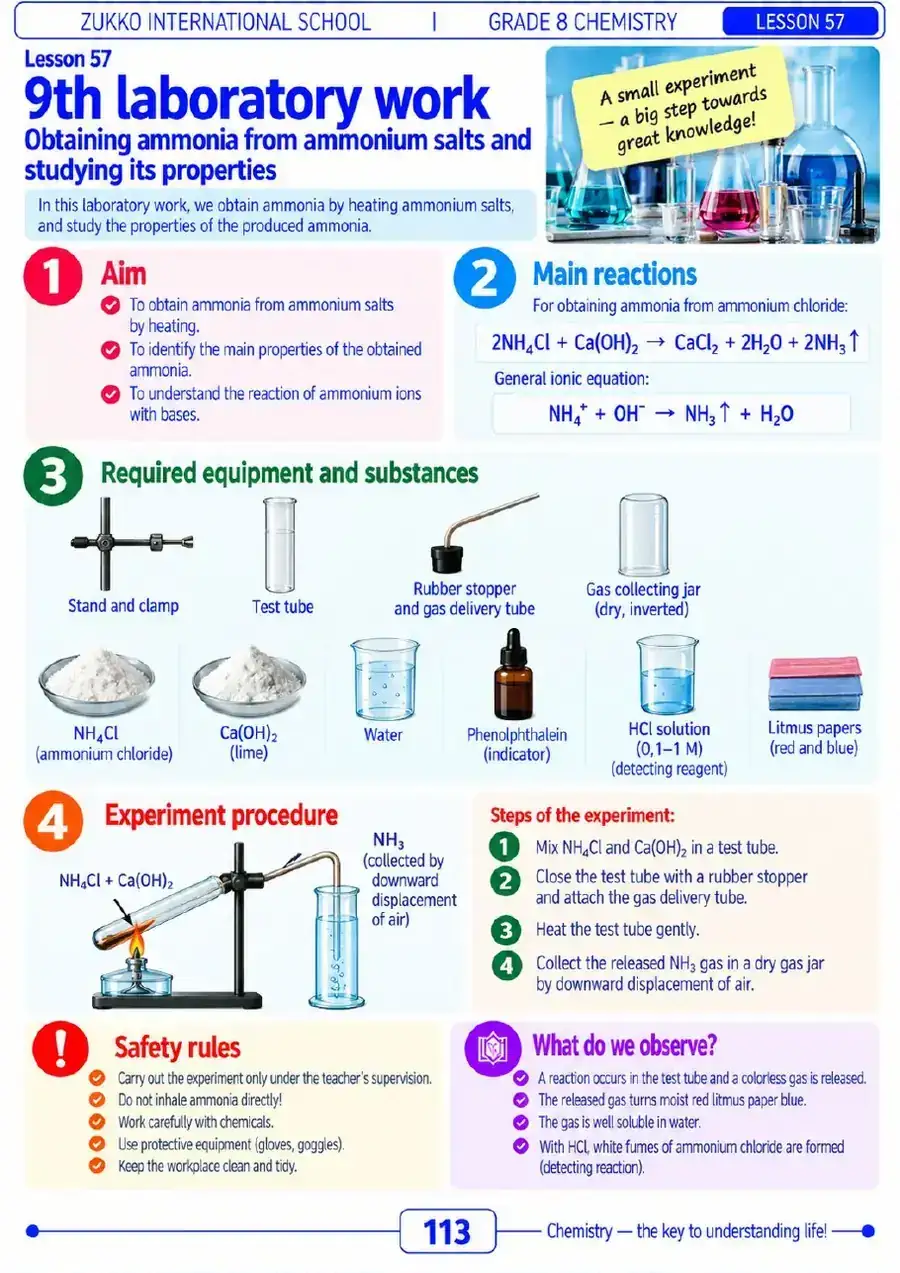 ZUKKO INTERNATIONAL SCHOOL | GRADE 8 CHEMISTRY LESSON 57
Lesson 57
9th laboratory work
Obtaining ammonia from ammonium salts and
studying its properties
A small experiment
— a big step towards
great knowledge!
In this laboratory work, we obtain ammonia by heating ammonium salts,
and study the properties of the produced ammonia.
1 Aim
To obtain ammonia from ammonium salts
by heating.
To identify the main properties of the obtained
ammonia.
To understand the reaction of ammonium ions
with bases.
2 Main reactions
For obtaining ammonia from ammonium chloride:
2NH₄Cl + Ca(OH)₂ → CaCl₂ + 2H₂O + 2NH₃↑
General ionic equation:
NH₄⁺ + OH⁻ → NH₃↑ + H₂O
3 Required equipment and substances
Stand and clamp
Test tube
Rubber stopper
and gas delivery tube
Gas collecting jar
(dry, inverted)
NH₄Cl
(ammonium chloride)
Ca(OH)₂
(lime)
Water
Phenolphthalein
(indicator)
HCl solution
(0,1–1 M)
(detecting reagent)
Litmus papers
(red and blue)
4 Experiment procedure
NH₄Cl + Ca(OH)₂
NH₃
(collected by
downward
displacement
of air)
Steps of the experiment:
1 Mix NH₄Cl and Ca(OH)₂ in a test tube.
2 Close the test tube with a rubber stopper
and attach the gas delivery tube.
3 Heat the test tube gently.
4 Collect the released NH₃ gas in a dry gas jar
by downward displacement of air.
! Safety rules
Carry out the experiment only under the teacher's supervision.
Do not inhale ammonia directly!
Work carefully with chemicals.
Use protective equipment (gloves, goggles).
Keep the workplace clean and tidy.
What do we observe?
A reaction occurs in the test tube and a colorless gas is released.
The released gas turns moist red litmus paper blue.
The gas is well soluble in water.
With HCl, white fumes of ammonium chloride are formed
(detecting reaction).
113
Chemistry — the key to understanding life!